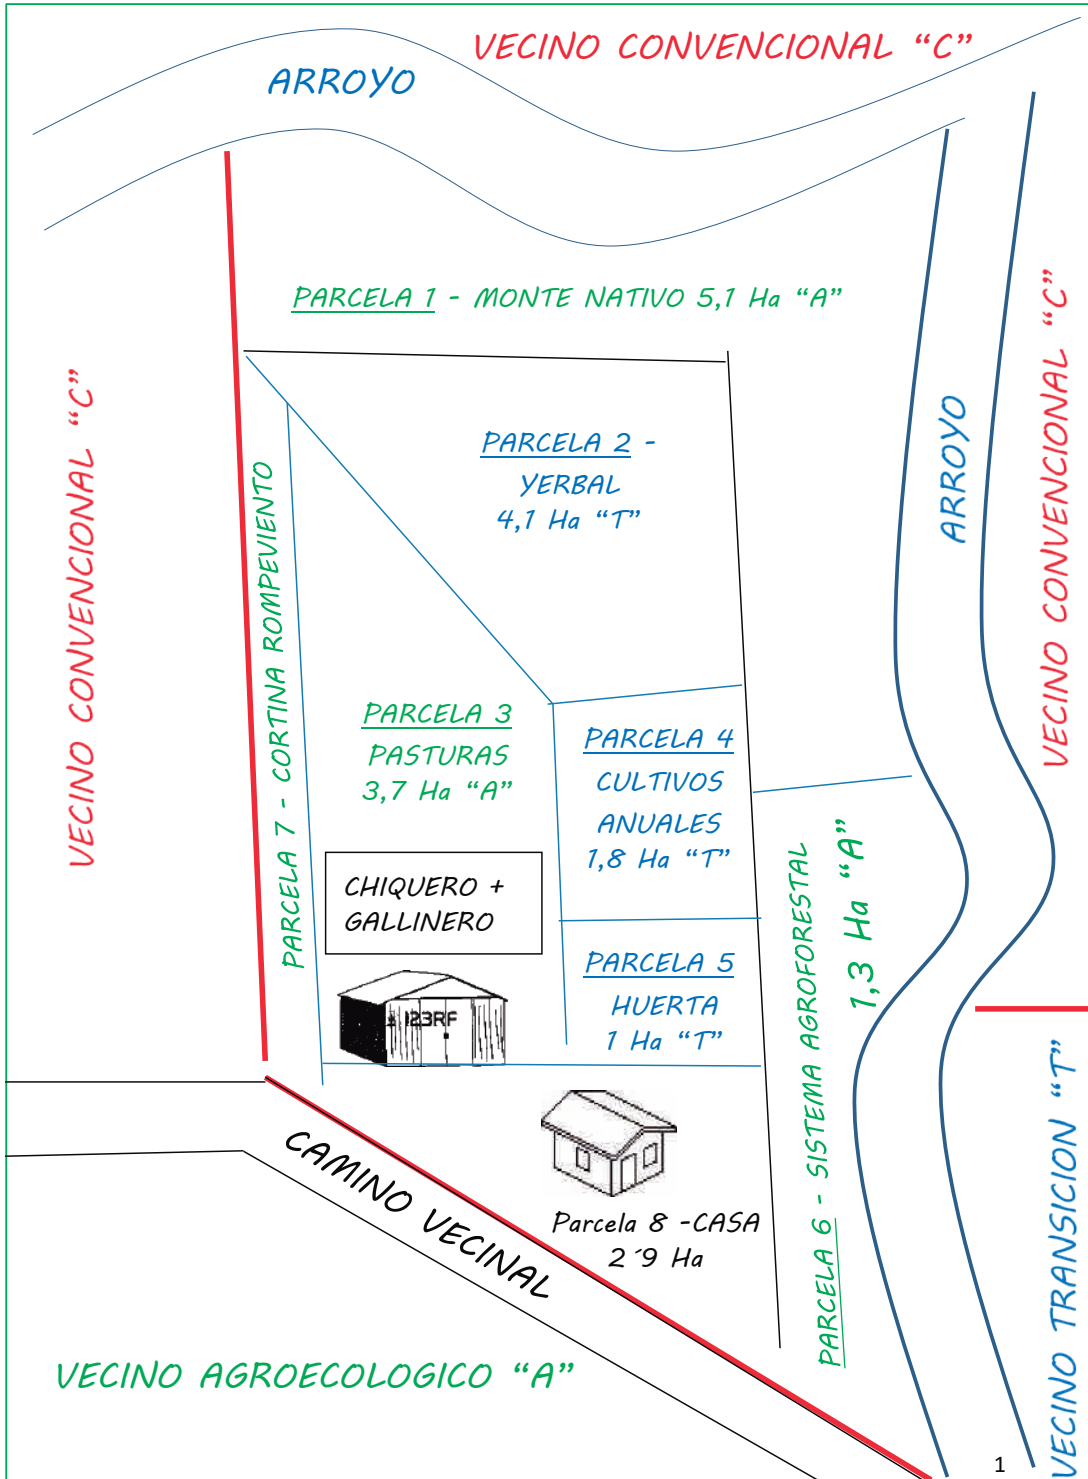 VECINO CONVENCIONAL “C”
ARROYO
PARCELA 1 - MONTE NATIVO 5,1 Ha “A”
VECINO CONVENCIONAL “C”
VECINO CONVENCIONAL “C”
ARROYO
PARCELA 2 -
YERBAL
4,1 Ha “T”
PARCELA 7 - CORTINA ROMPEVIENTO
PARCELA 3
PASTURAS
3,7 Ha “A”
PARCELA 4
CULTIVOS
ANUALES
1,8 Ha “T”
CHIQUERO +
GALLINERO
123RF
PARCELA 5
HUERTA
1 Ha “T”
PARCELA 6 - SISTEMA AGROFORESTAL
1,3 Ha “A”
CAMINO VECINAL
Parcela 8 -CASA
2´9 Ha
VECINO AGROECOLOGICO “A”
VECINO TRANSICION “T”
1